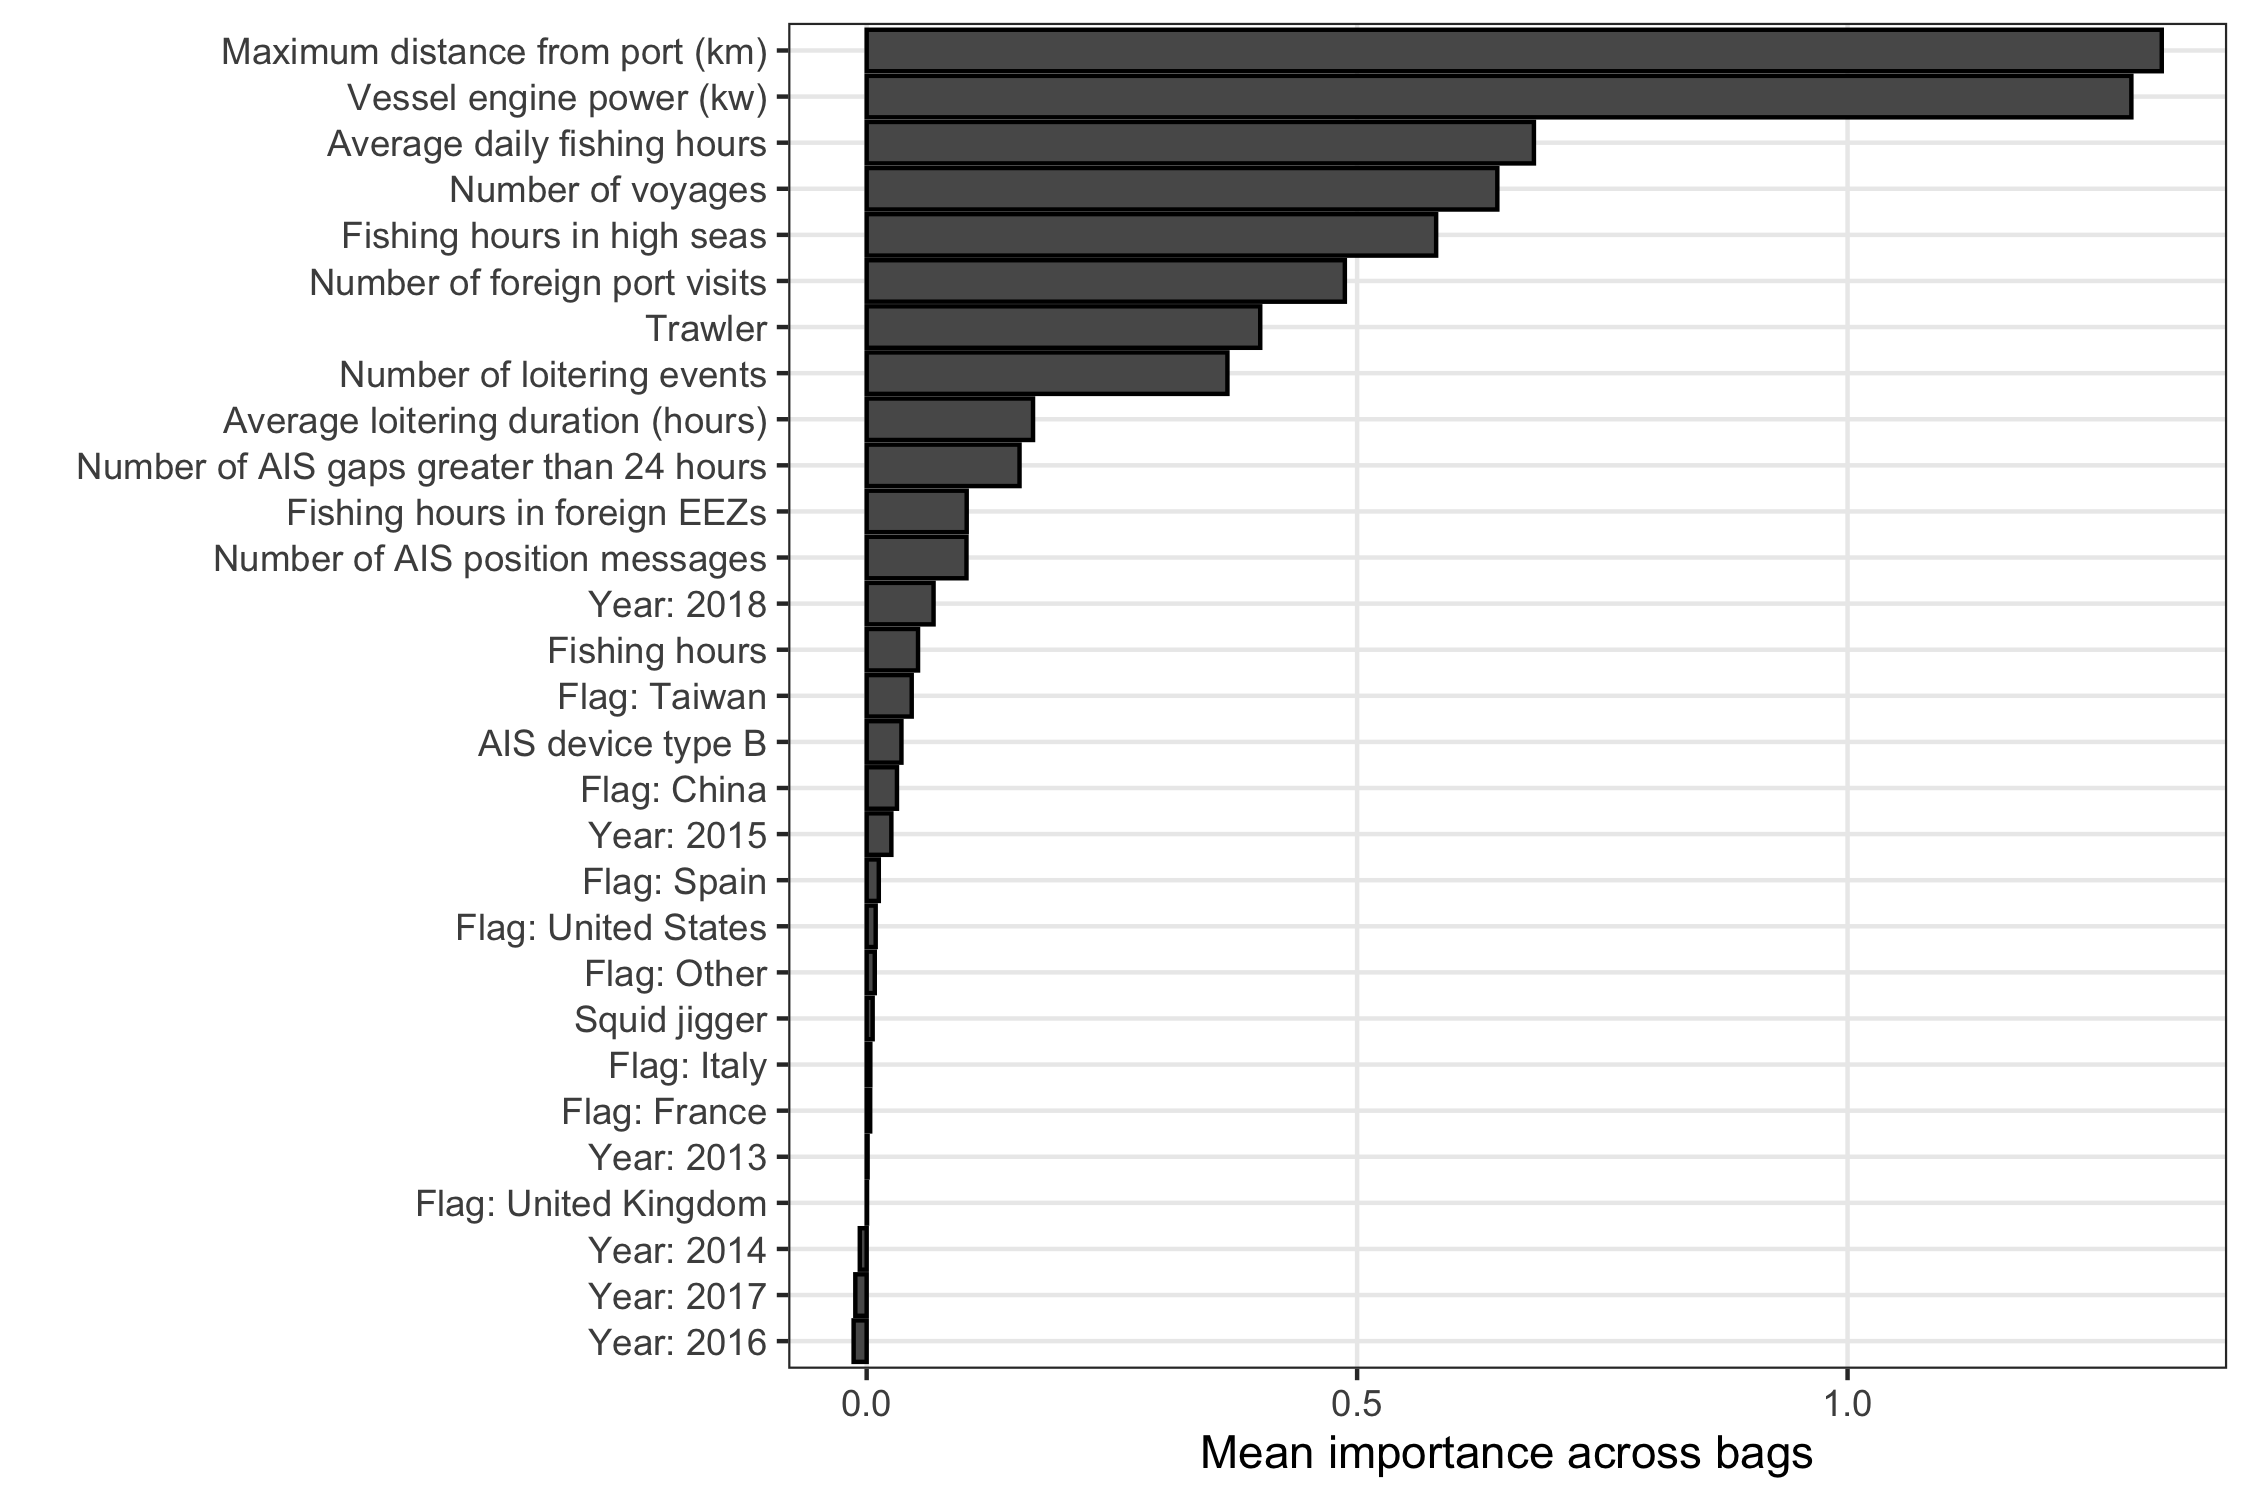 Maximum distance from port (km)
Vessel engine power (kw)
Average daily fishing hours
Number of voyages
Fishing hours in high seas
Number of foreign port visits
Trawler
Number of loitering events
Average loitering duration (hours)
Number of AIS gaps greater than 24 hours
Fishing hours in foreign EEZs
Number of AIS position messages
Year: 2018
Fishing hours
Flag: Taiwan
AIS device type B
Flag: China
Year: 2015
Flag: Spain
Flag: United States
Flag: Other
Squid jigger
Flag: Italy
Flag: France
Year: 2013
Flag: United Kingdom
Year: 2014
Year: 2017
Year: 2016
0.0 0.5 1.0
Mean importance across bags